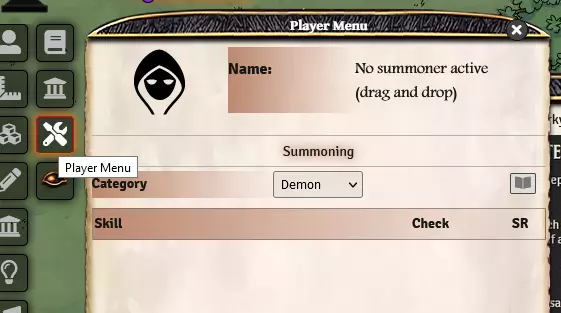 Player Menu
Name:
No summoner active
(drag and drop)
Summoning
Player Menu
Category
Demon
Skill
Check
SR